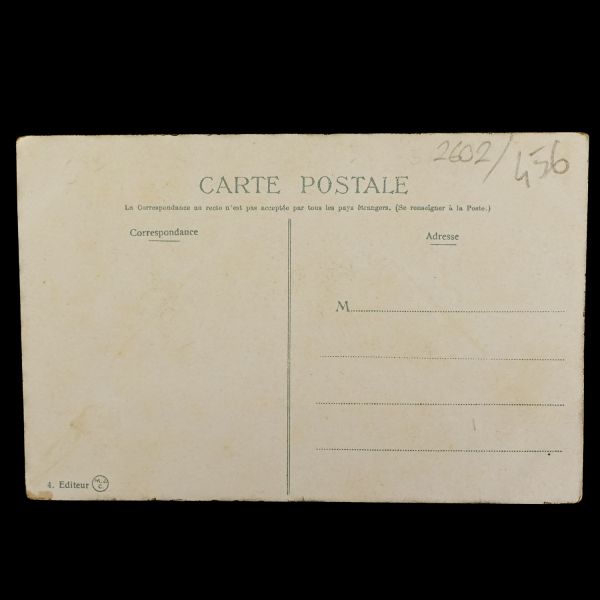 2602/456
CARTE POSTALE
La Correspondance au recto n'est pas acceptée par tous les pays étrangers. (Se renseigner à la Poste.)
Correspondance
Adresse
M
4. Editeur